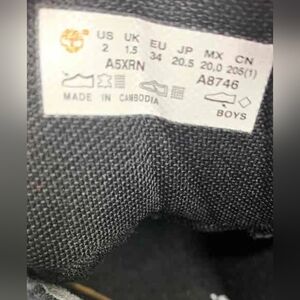 US UK EU JP MX CN
2 1.5 34 20.5 20,0 205(1)
A5XRN A8746
MADE IN CAMBODIA
BOYS